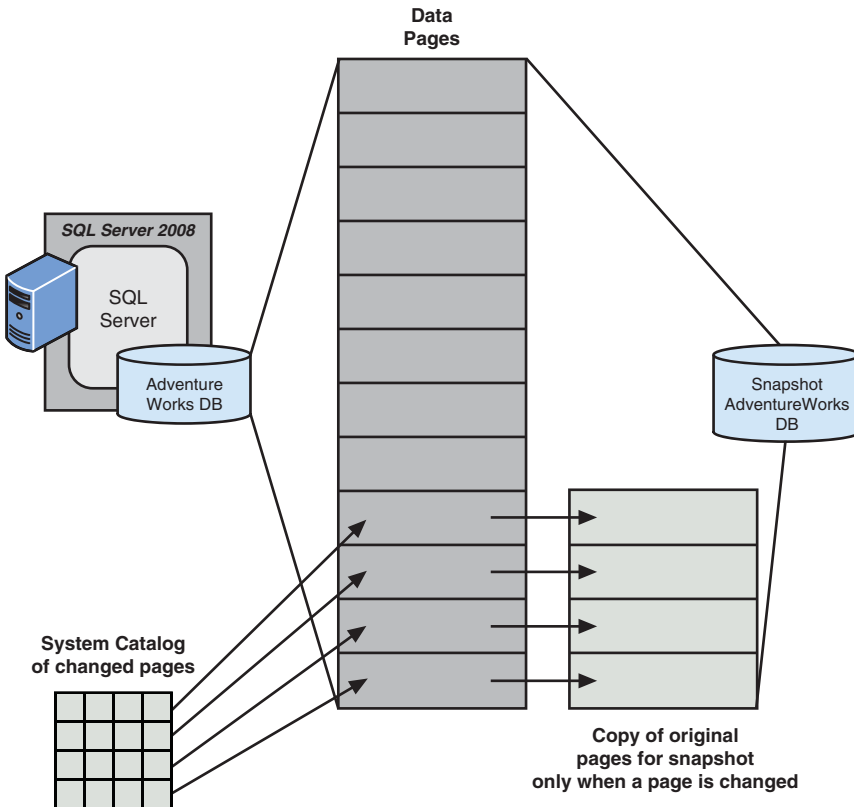 Data
Pages
SQL Server 2008
SQL
Server
Adventure
Works DB
Snapshot
AdventureWorks
DB
System Catalog
of changed pages
Copy of original
pages for snapshot
only when a page is changed